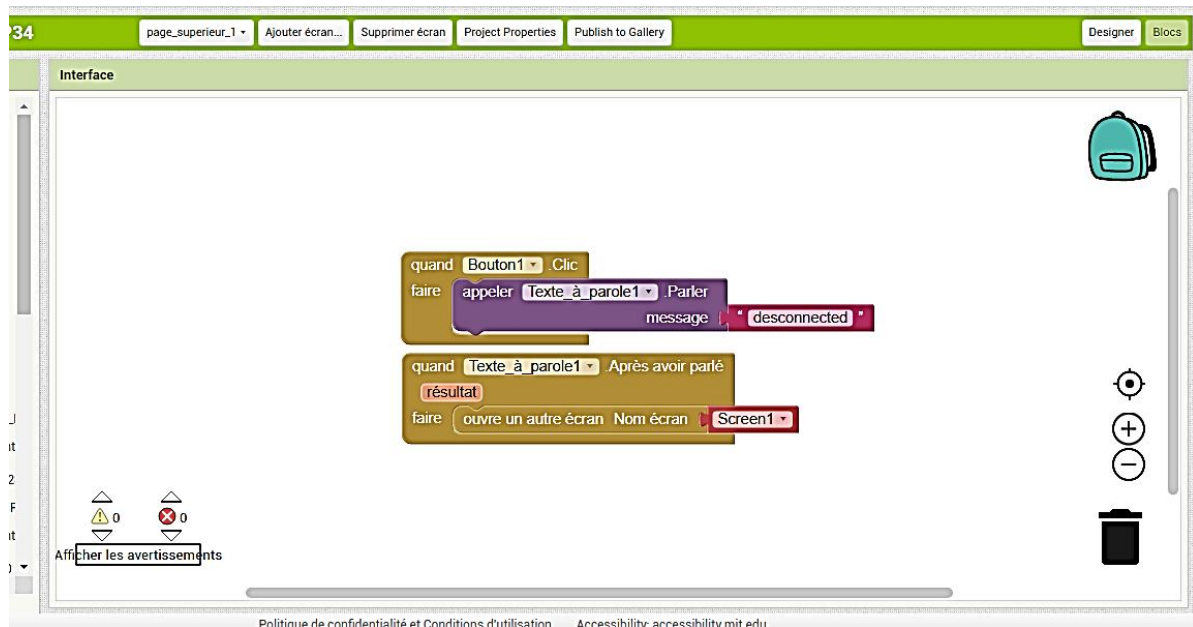 P34
page_superieur_1 Ajouter écran... Supprimer écran Project Properties Publish to Gallery Designer Blocs
Interface
quand Bouton1 .Clic
faire appeler Texte_à_parole1 .Parler
message " desconnected "
quand Texte_à_parole1 .Après avoir parlé
résultat
faire ouvre un autre écran Nom écran Screen1
0 0
Afficher les avertissements
Politique de confidentialité et Conditions d'utilisation Accessibility: accessibility.mit.edu